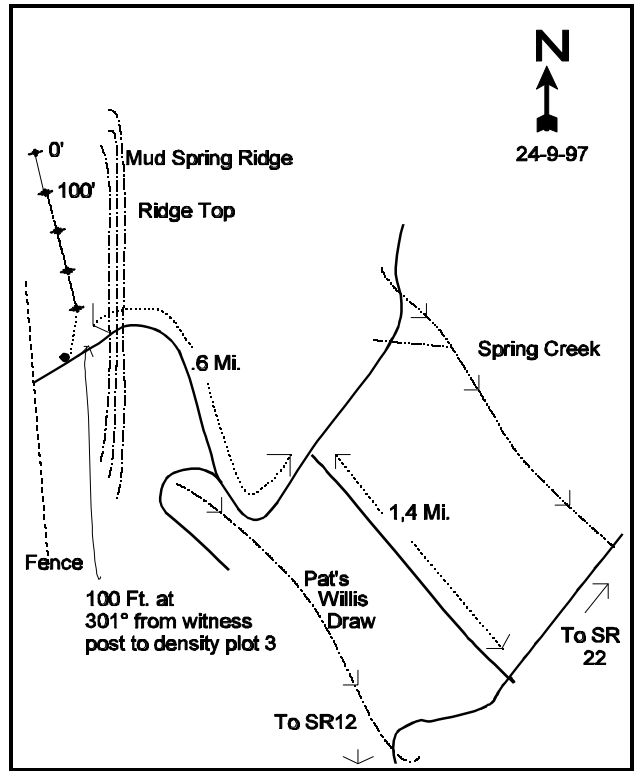 N
24-9-97
0'
Mud Spring Ridge
100'
Ridge Top
.6 Mi.
Spring Creek
1,4 Mi.
Fence
Pat's
Willis
Draw
100 Ft. at
301° from witness
post to density plot 3
To SR
22
To SR12